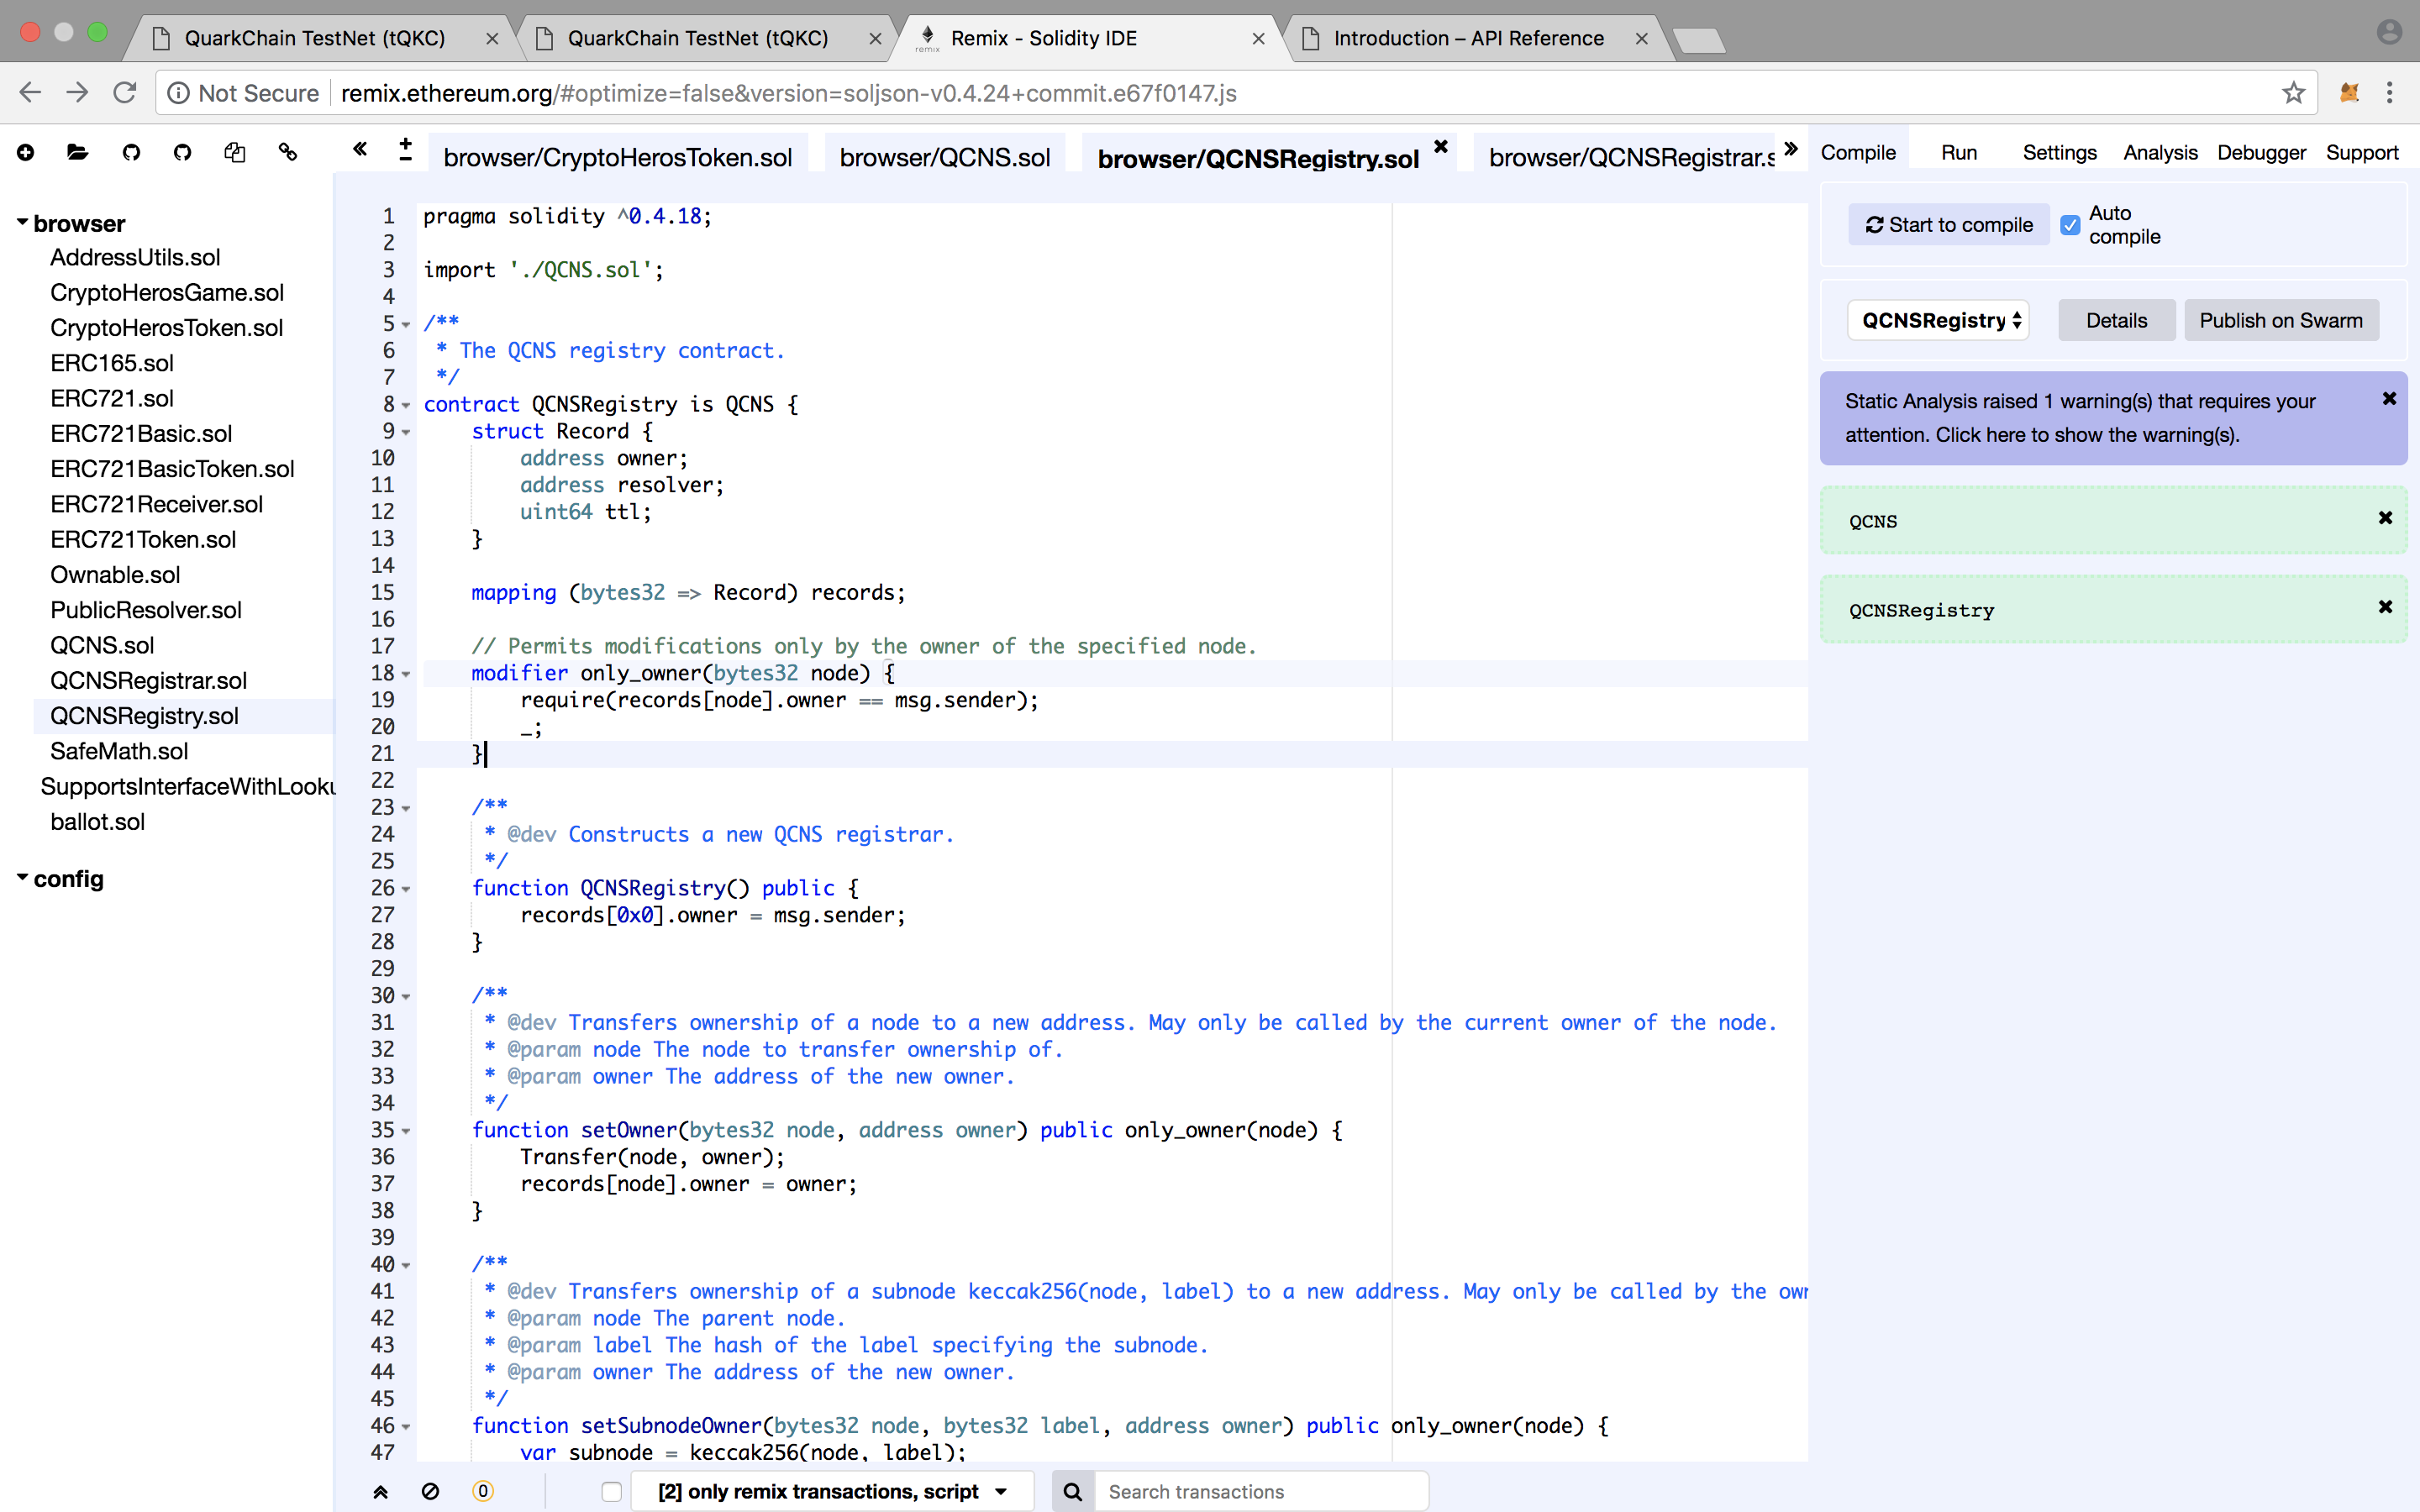 QuarkChain TestNet (tQKC)
QuarkChain TestNet (tQKC)
remix
Remix - Solidity IDE
Introduction – API Reference
Not Secure
remix.ethereum.org/#optimize=false&version=soljson-v0.4.24+commit.e67f0147.js
browser/CryptoHerosToken.sol
browser/QCNS.sol
browser/QCNSRegistry.sol
browser/QCNSRegistrar.s
Compile
Run
Settings
Analysis
Debugger
Support
browser
AddressUtils.sol
CryptoHerosGame.sol
CryptoHerosToken.sol
ERC165.sol
ERC721.sol
ERC721Basic.sol
ERC721BasicToken.sol
ERC721Receiver.sol
ERC721Token.sol
Ownable.sol
PublicResolver.sol
QCNS.sol
QCNSRegistrar.sol
QCNSRegistry.sol
SafeMath.sol
SupportsInterfaceWithLooku
ballot.sol
config
1 pragma solidity ^0.4.18;
2
3 import './QCNS.sol';
4
5 /**
6  * The QCNS registry contract.
7  */
8 contract QCNSRegistry is QCNS {
9     struct Record {
10         address owner;
11         address resolver;
12         uint64 ttl;
13     }
14
15     mapping (bytes32 => Record) records;
16
17     // Permits modifications only by the owner of the specified node.
18     modifier only_owner(bytes32 node) {
19         require(records[node].owner == msg.sender);
20         _;
21     }
22
23     /**
24      * @dev Constructs a new QCNS registrar.
25      */
26     function QCNSRegistry() public {
27         records[0x0].owner = msg.sender;
28     }
29
30     /**
31      * @dev Transfers ownership of a node to a new address. May only be called by the current owner of the node.
32      * @param node The node to transfer ownership of.
33      * @param owner The address of the new owner.
34      */
35     function setOwner(bytes32 node, address owner) public only_owner(node) {
36         Transfer(node, owner);
37         records[node].owner = owner;
38     }
39
40     /**
41      * @dev Transfers ownership of a subnode keccak256(node, label) to a new address. May only be called by the own
42      * @param node The parent node.
43      * @param label The hash of the label specifying the subnode.
44      * @param owner The address of the new owner.
45      */
46     function setSubnodeOwner(bytes32 node, bytes32 label, address owner) public only_owner(node) {
47         var subnode = keccak256(node, label);
Start to compile
Auto
compile
QCNSRegistry
Details
Publish on Swarm
Static Analysis raised 1 warning(s) that requires your
attention. Click here to show the warning(s).
QCNS
QCNSRegistry
0
[2] only remix transactions, script
Search transactions